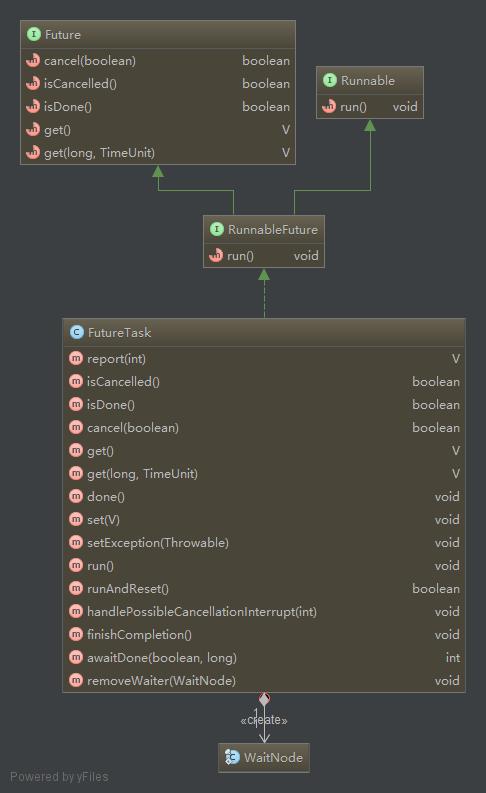 I Future
m cancel(boolean) boolean
m isCancelled() boolean
m isDone() boolean
m get() V
m get(long, TimeUnit) V
I Runnable
m run() void
I RunnableFuture
m run() void
C FutureTask
m report(int) V
m isCancelled() boolean
m isDone() boolean
m cancel(boolean) boolean
m get() V
m get(long, TimeUnit) V
m done() void
m set(V) void
m setException(Throwable) void
m run() void
m runAndReset() boolean
m handlePossibleCancellationInterrupt(int) void
m finishCompletion() void
m awaitDone(boolean, long) int
m removeWaiter(WaitNode) void
1
«create»
C WaitNode
Powered by yFiles